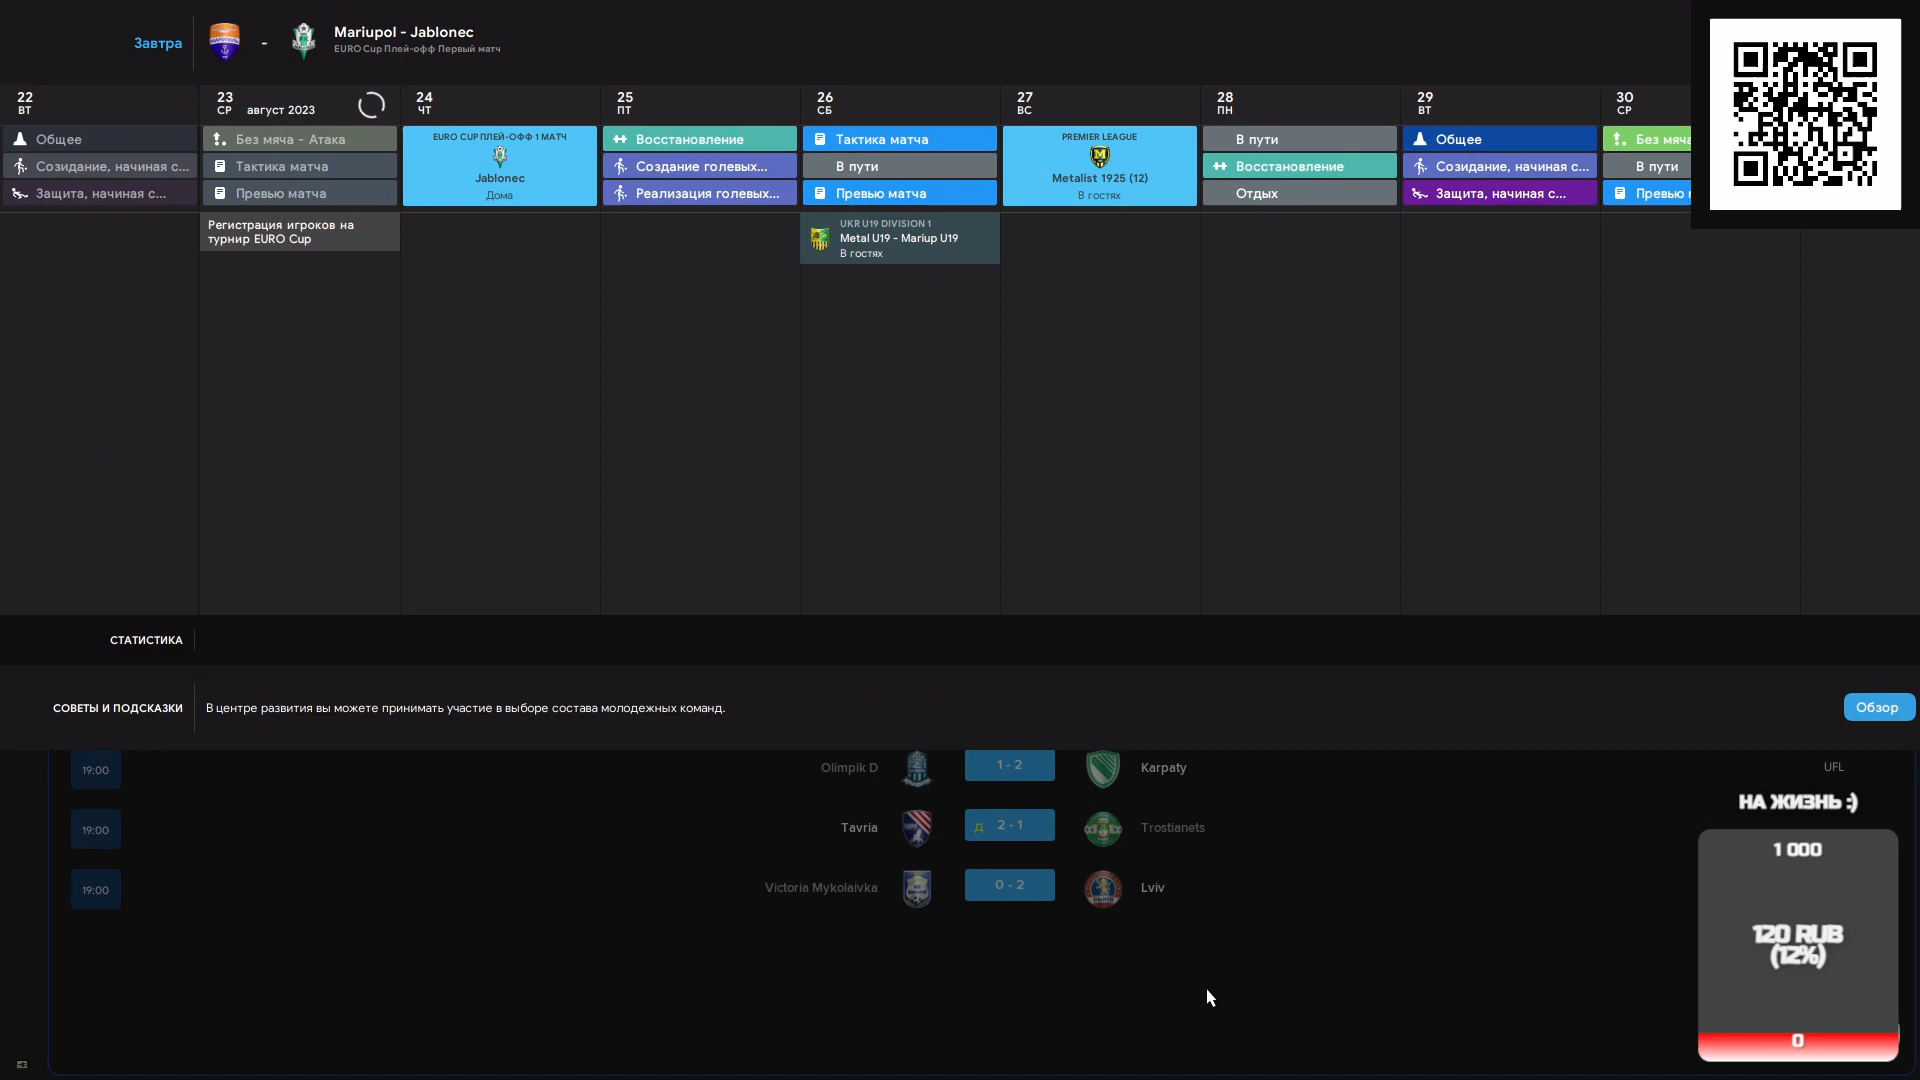 Завтра
-
Mariupol - Jablonec
EURO Cup Плей-офф Первый матч
22
ВТ
23
СР август 2023
24
ЧТ
25
ПТ
26
СБ
27
ВС
28
ПН
29
ВТ
30
СР
Общее
Созидание, начиная с...
Защита, начиная с...
Без мяча - Атака
Тактика матча
Превью матча
Регистрация игроков на
турнир EURO Cup
EURO CUP ПЛЕЙ-ОФФ 1 МАТЧ
Jablonec
Дома
Восстановление
Создание голевых...
Реализация голевых...
Тактика матча
В пути
Превью матча
UKR U19 DIVISION 1
Metal U19 - Mariup U19
В гостях
PREMIER LEAGUE
Metalist 1925 (12)
В гостях
В пути
Восстановление
Отдых
Общее
Созидание, начиная с...
Защита, начиная с...
Без мяча
В пути
Превью
СТАТИСТИКА
СОВЕТЫ И ПОДСКАЗКИ
В центре развития вы можете принимать участие в выборе состава молодежных команд.
Обзор
19:00
Olimpik D
1 - 2
Karpaty
UFL
19:00
Tavria
Д 2 - 1
Trostianets
19:00
Victoria Mykolaivka
0 - 2
Lviv
НА ЖИЗНЬ :)
1 000
120 RUB
(12%)
0